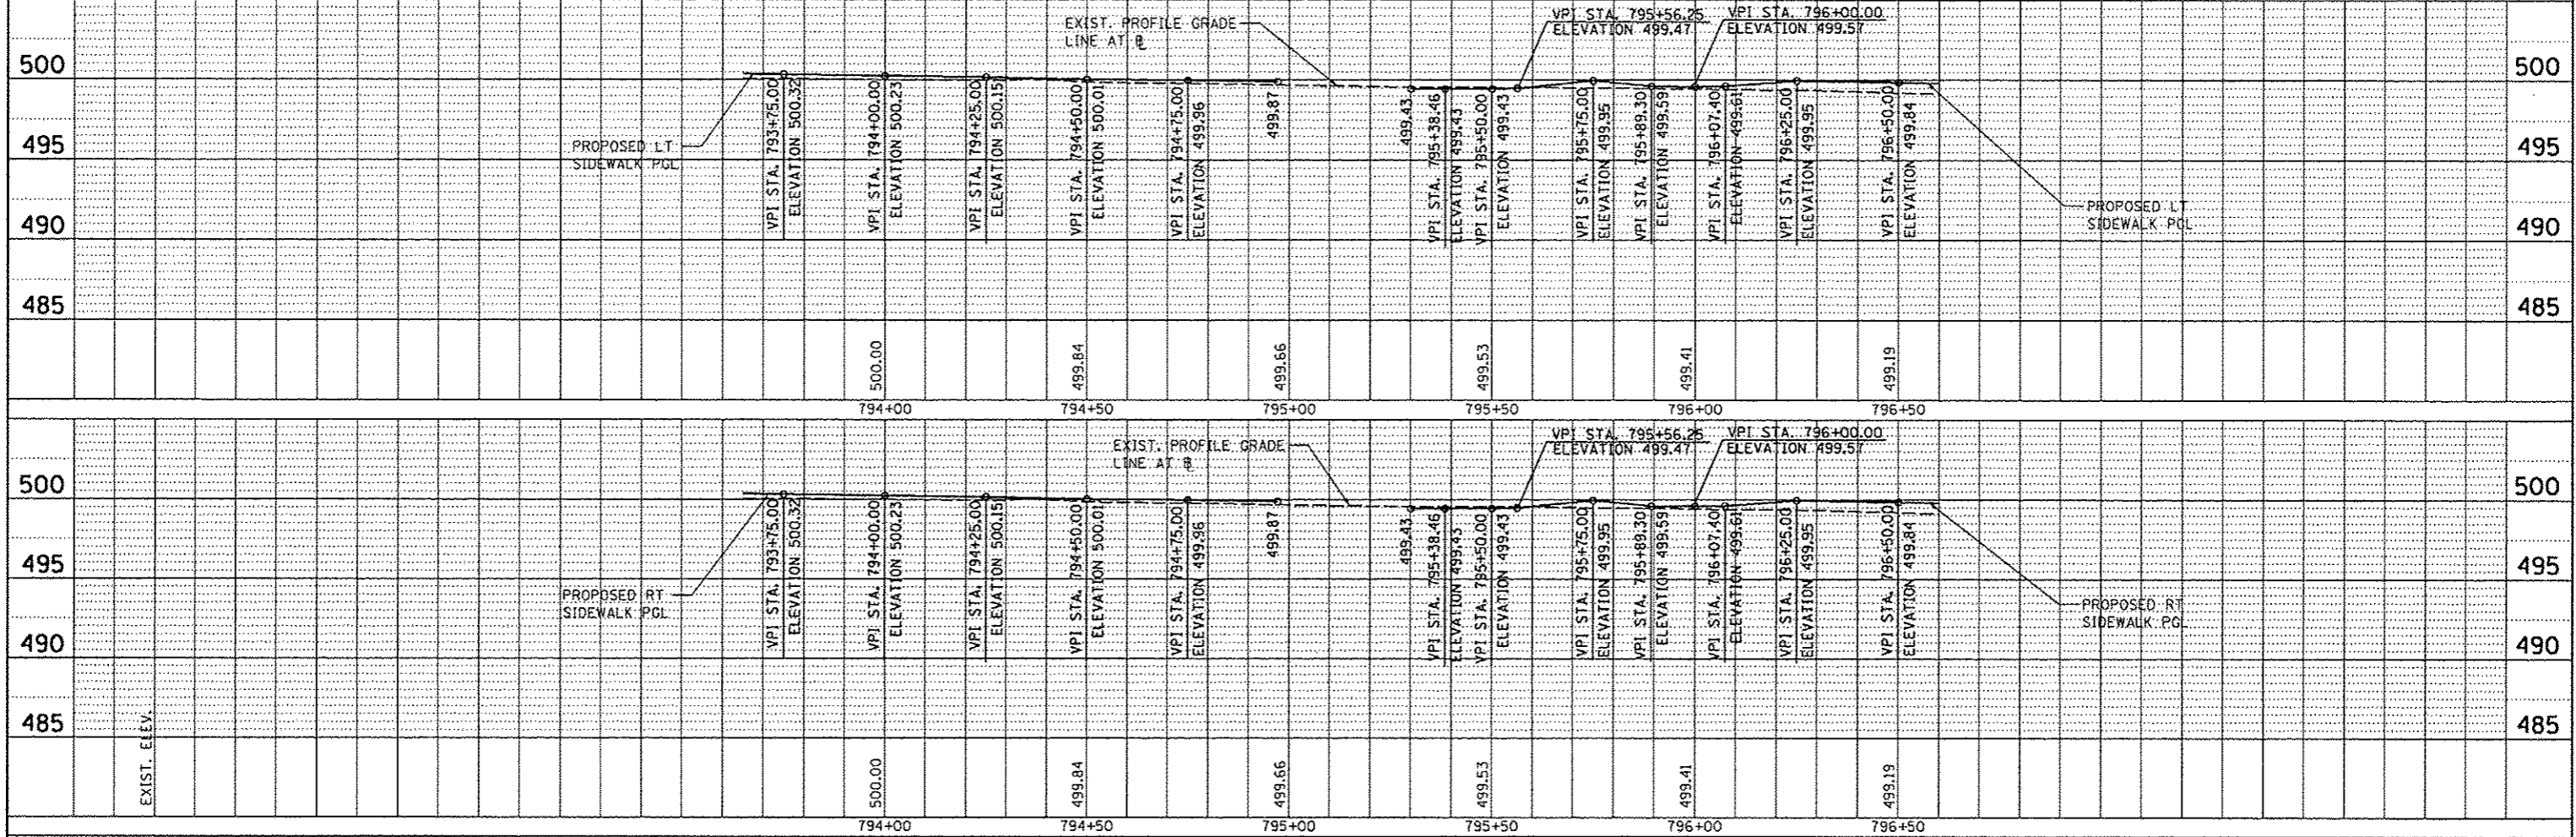 EXIST. PROFILE GRADE
LINE AT ℄
VPI STA. 795+56.25
ELEVATION 499.47
VPI STA. 796+00.00
ELEVATION 499.57
500
500
495
495
490
490
485
485
PROPOSED LT
SIDEWALK PGL
VPI STA. 793+75.00
ELEVATION 500.32
VPI STA. 794+00.00
ELEVATION 500.23
VPI STA. 794+25.00
ELEVATION 500.15
VPI STA. 794+50.00
ELEVATION 500.01
VPI STA. 794+75.00
ELEVATION 499.96
499.87
499.43
VPI STA. 795+38.46
ELEVATION 499.43
VPI STA. 795+50.00
ELEVATION 499.43
VPI STA. 795+75.00
ELEVATION 499.95
VPI STA. 795+89.30
ELEVATION 499.59
VPI STA. 796+07.40
ELEVATION 499.61
VPI STA. 796+25.00
ELEVATION 499.95
VPI STA. 796+50.00
ELEVATION 499.84
PROPOSED LT
SIDEWALK PGL
500.00
499.84
499.66
499.53
499.41
499.19
794+00
794+50
795+00
795+50
796+00
796+50
EXIST. PROFILE GRADE
LINE AT ℄
VPI STA. 795+56.25
ELEVATION 499.47
VPI STA. 796+00.00
ELEVATION 499.57
500
500
495
495
490
490
485
485
PROPOSED RT
SIDEWALK PGL
VPI STA. 793+75.00
ELEVATION 500.32
VPI STA. 794+00.00
ELEVATION 500.23
VPI STA. 794+25.00
ELEVATION 500.15
VPI STA. 794+50.00
ELEVATION 500.01
VPI STA. 794+75.00
ELEVATION 499.96
499.87
499.43
VPI STA. 795+38.46
ELEVATION 499.43
VPI STA. 795+50.00
ELEVATION 499.43
VPI STA. 795+75.00
ELEVATION 499.95
VPI STA. 795+89.30
ELEVATION 499.59
VPI STA. 796+07.40
ELEVATION 499.61
VPI STA. 796+25.00
ELEVATION 499.95
VPI STA. 796+50.00
ELEVATION 499.84
PROPOSED RT
SIDEWALK PGL
EXIST. ELEV.
500.00
499.84
499.66
499.53
499.41
499.19
794+00
794+50
795+00
795+50
796+00
796+50